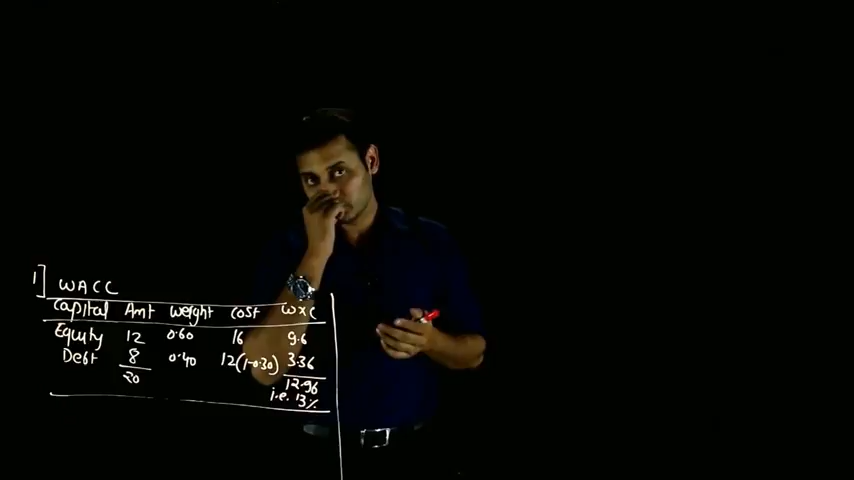 1] WACC
Capital Amt Weight Cost W×C
Equity 12 0.60 16 9.6
Debt 8 0.40 12(1-0.30) 3.36
20 12.96
i.e. 13%